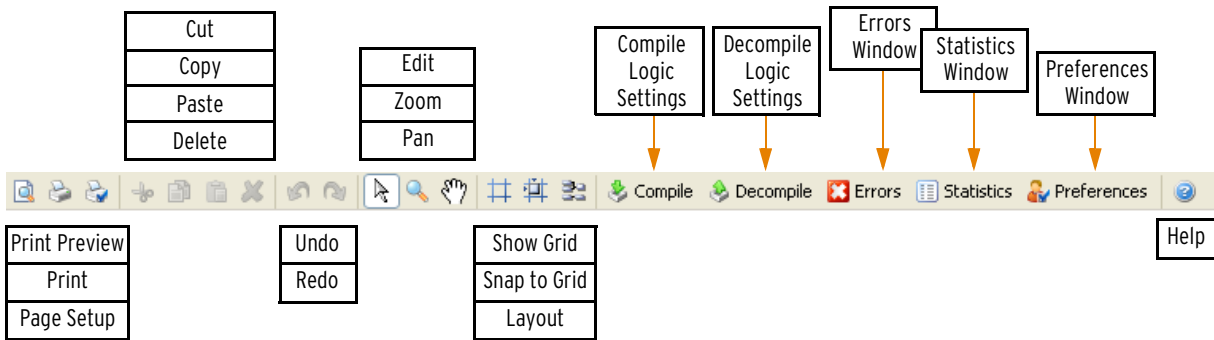 Cut
Copy
Paste
Delete
Edit
Zoom
Pan
Compile
Logic
Settings
Decompile
Logic
Settings
Errors
Window
Statistics
Window
Preferences
Window
Compile
Decompile
Errors
Statistics
Preferences
Print Preview
Print
Page Setup
Undo
Redo
Show Grid
Snap to Grid
Layout
Help